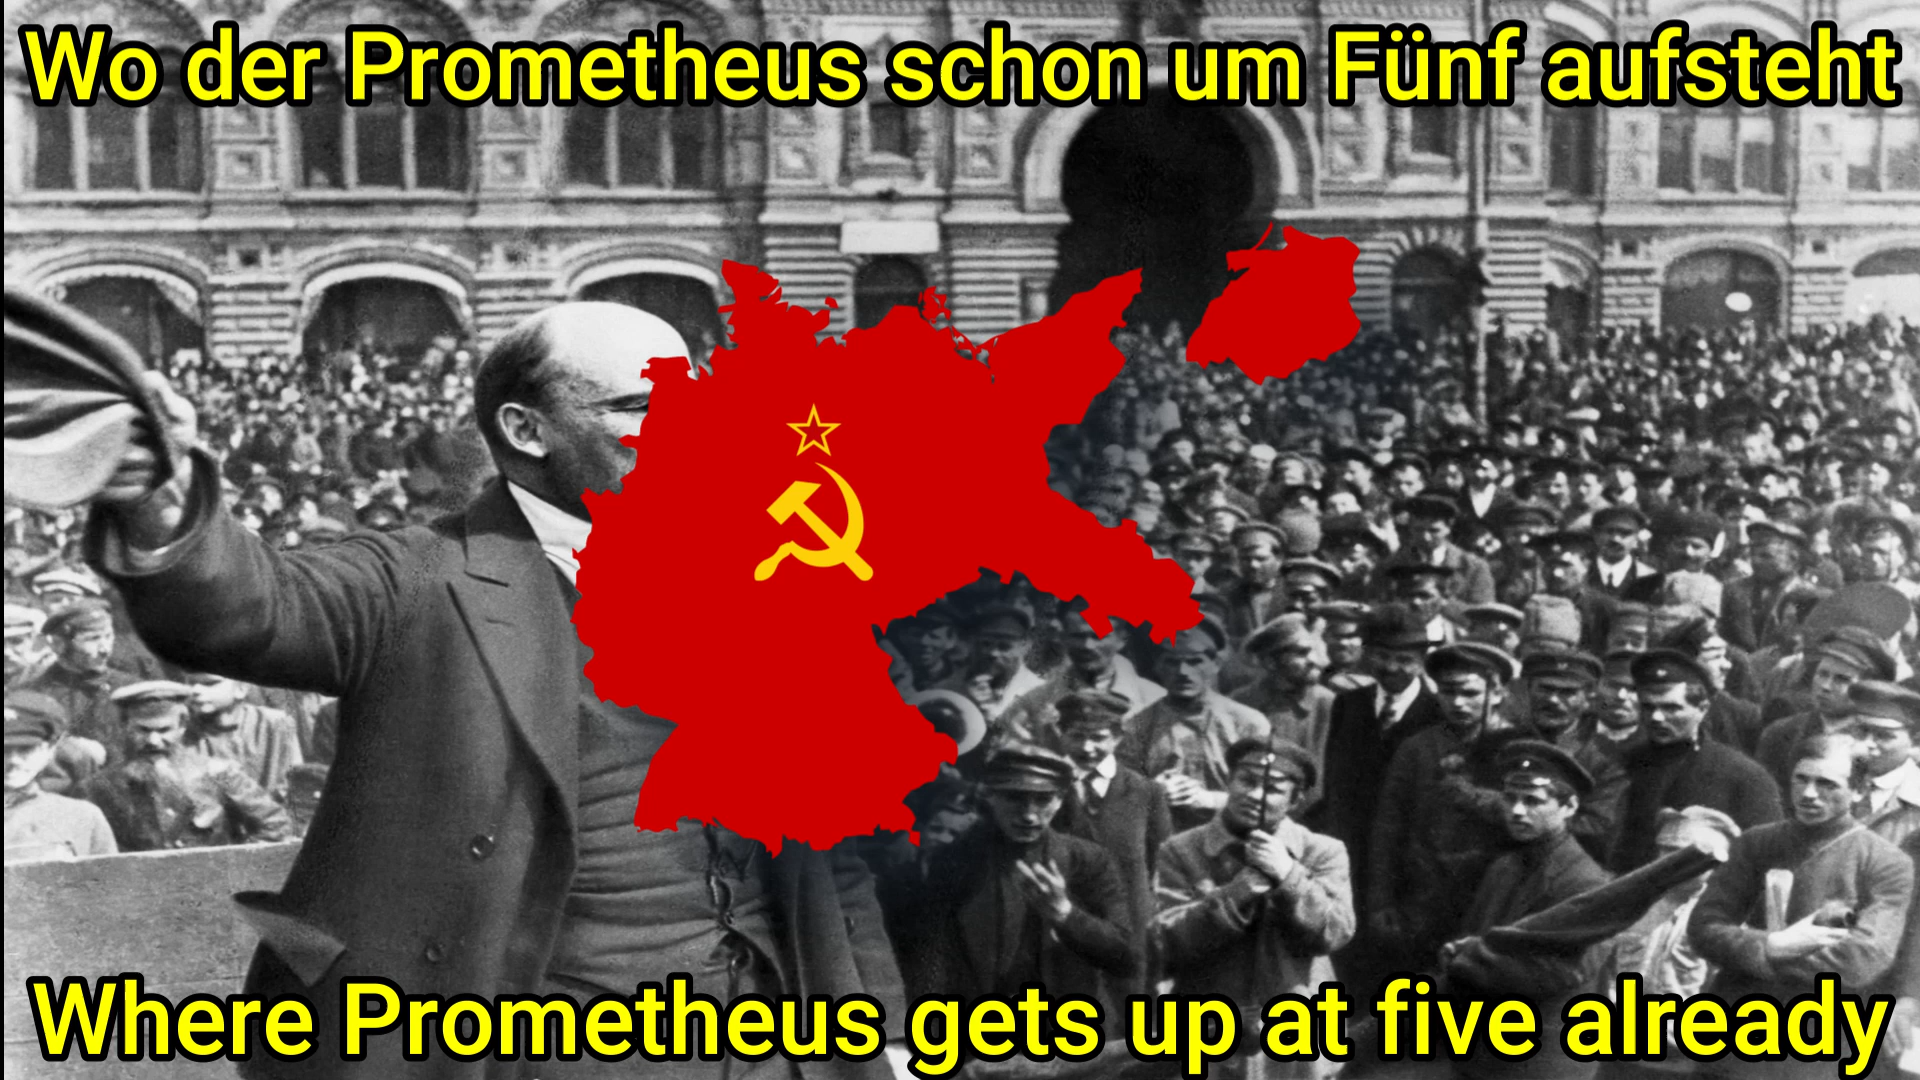 Wo der Prometheus schon um Fünf aufsteht
Where Prometheus gets up at five already